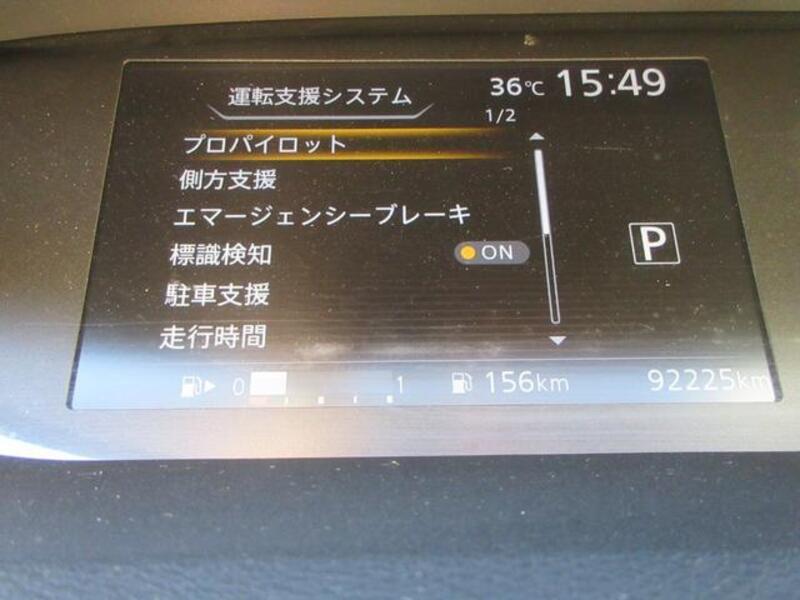 運転支援システム 36℃ 15:49
1/2
プロパイロット
側方支援
エマージェンシーブレーキ
標識検知 ON
P
駐車支援
走行時間
0 1 156km 92225km